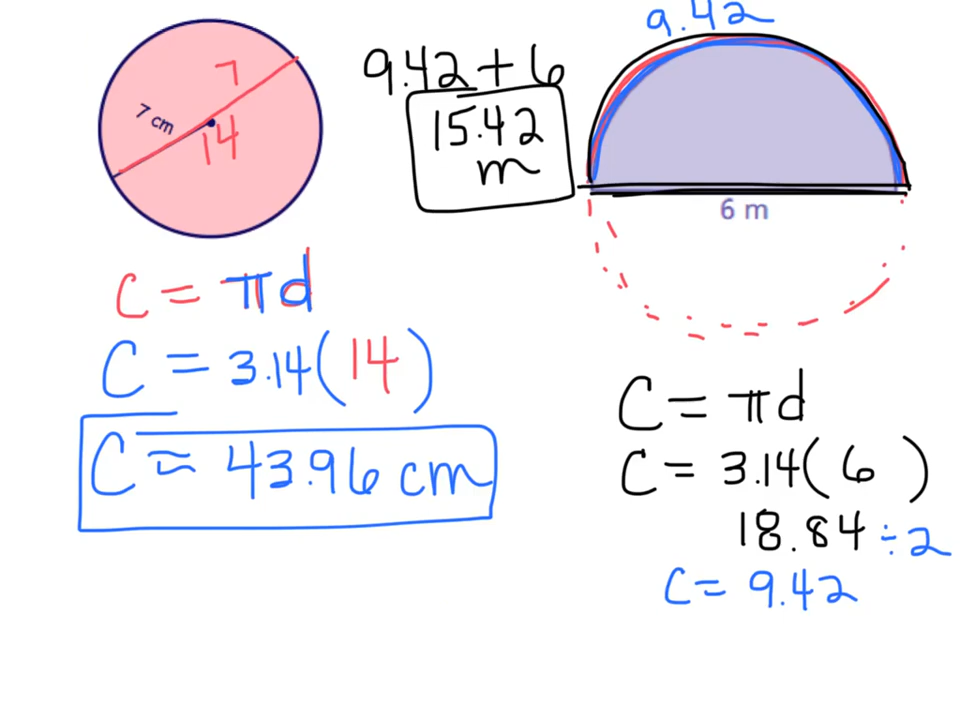 7
7 cm
14
C = πd
C = 3.14(14)
C ≈ 43.96 cm
9.42 + 6
15.42
m
9.42
6 m
C = πd
C = 3.14(6)
18.84 ÷2
C = 9.42